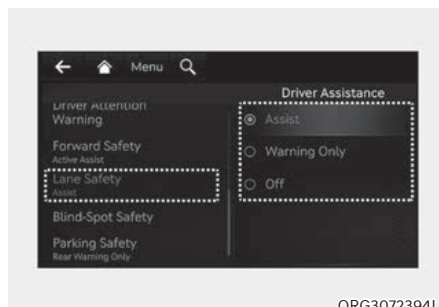 Menu
Driver Assistance
Driver Attention
Warning
Forward Safety
Active Assist
Lane Safety
Assist
Blind-Spot Safety
Parking Safety
Rear Warning Only
Assist
Warning Only
Off